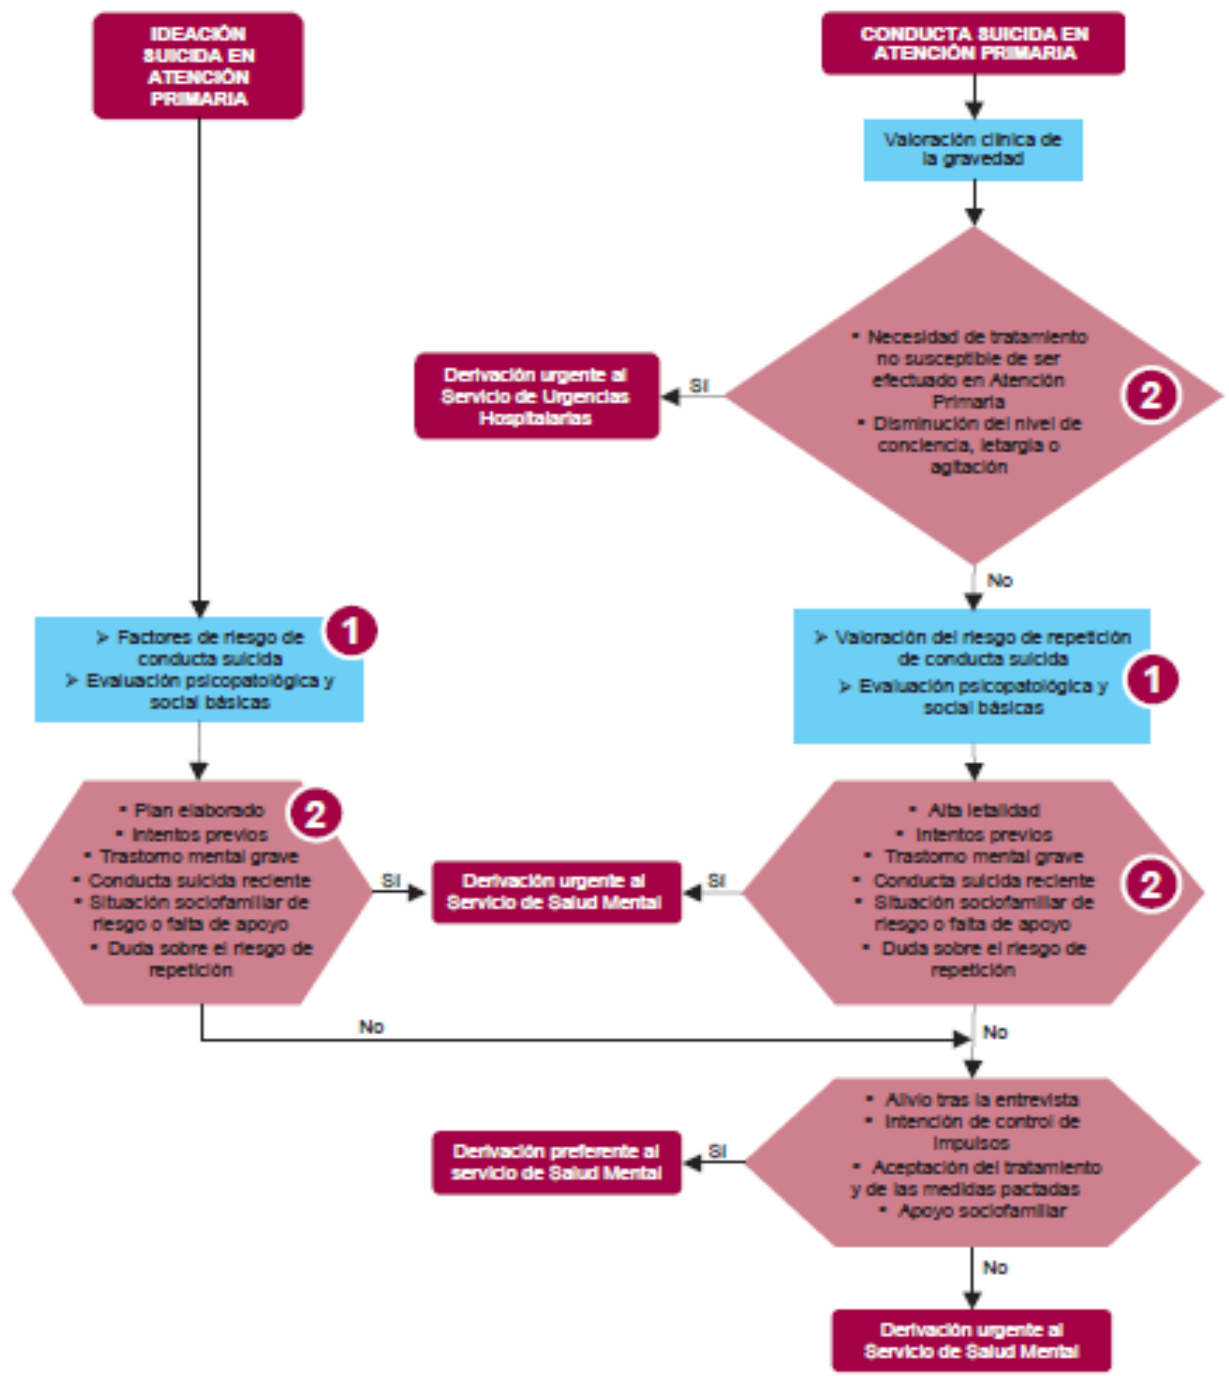 IDEACIÓN
SUICIDA EN
ATENCIÓN
PRIMARIA
CONDUCTA SUICIDA EN
ATENCIÓN PRIMARIA
Valoración clínica de
la gravedad
▪ Necesidad de tratamiento
no susceptible de ser
efectuado en Atención
Primaria
▪ Disminución del nivel de
conciencia, letargia o
agitación
2
Sí
Derivación urgente al
Servicio de Urgencias
Hospitalarias
No
➢ Factores de riesgo de
conducta suicida
➢ Evaluación psicopatológica y
social básicas
1
➢ Valoración del riesgo de repetición
de conducta suicida
➢ Evaluación psicopatológica y
social básicas
1
▪ Plan elaborado
▪ Intentos previos
▪ Trastorno mental grave
▪ Conducta suicida reciente
▪ Situación sociofamiliar de
riesgo o falta de apoyo
▪ Duda sobre el riesgo de
repetición
2
Sí
Derivación urgente al
Servicio de Salud Mental
Sí
▪ Alta letalidad
▪ Intentos previos
▪ Trastorno mental grave
▪ Conducta suicida reciente
▪ Situación sociofamiliar de
riesgo o falta de apoyo
▪ Duda sobre el riesgo de
repetición
2
No
No
▪ Alivio tras la entrevista
▪ Intención de control de
impulsos
▪ Aceptación del tratamiento
y de las medidas pactadas
▪ Apoyo sociofamiliar
Sí
Derivación preferente al
servicio de Salud Mental
No
Derivación urgente al
Servicio de Salud Mental